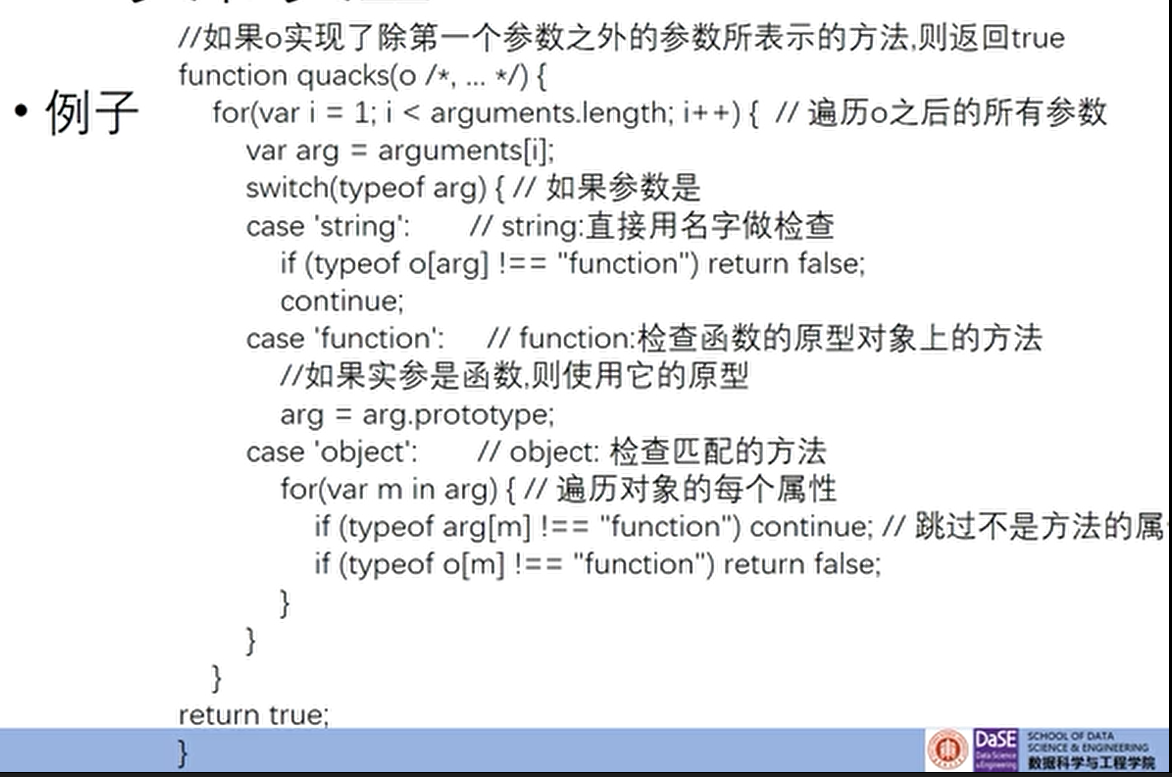 //如果o实现了除第一个参数之外的参数所表示的方法,则返回true
function quacks(o /*, ... */) {
• 例子
for(var i = 1; i < arguments.length; i++) { // 遍历o之后的所有参数
var arg = arguments[i];
switch(typeof arg) { // 如果参数是
case 'string': // string:直接用名字做检查
if (typeof o[arg] !== "function") return false;
continue;
case 'function': // function:检查函数的原型对象上的方法
//如果实参是函数,则使用它的原型
arg = arg.prototype;
case 'object': // object: 检查匹配的方法
for(var m in arg) { // 遍历对象的每个属性
if (typeof arg[m] !== "function") continue; // 跳过不是方法的属
if (typeof o[m] !== "function") return false;
}
}
}
return true;
}
DaSE
Data Science
& Engineering
SCHOOL OF DATA
SCIENCE & ENGINEERING
数据科学与工程学院